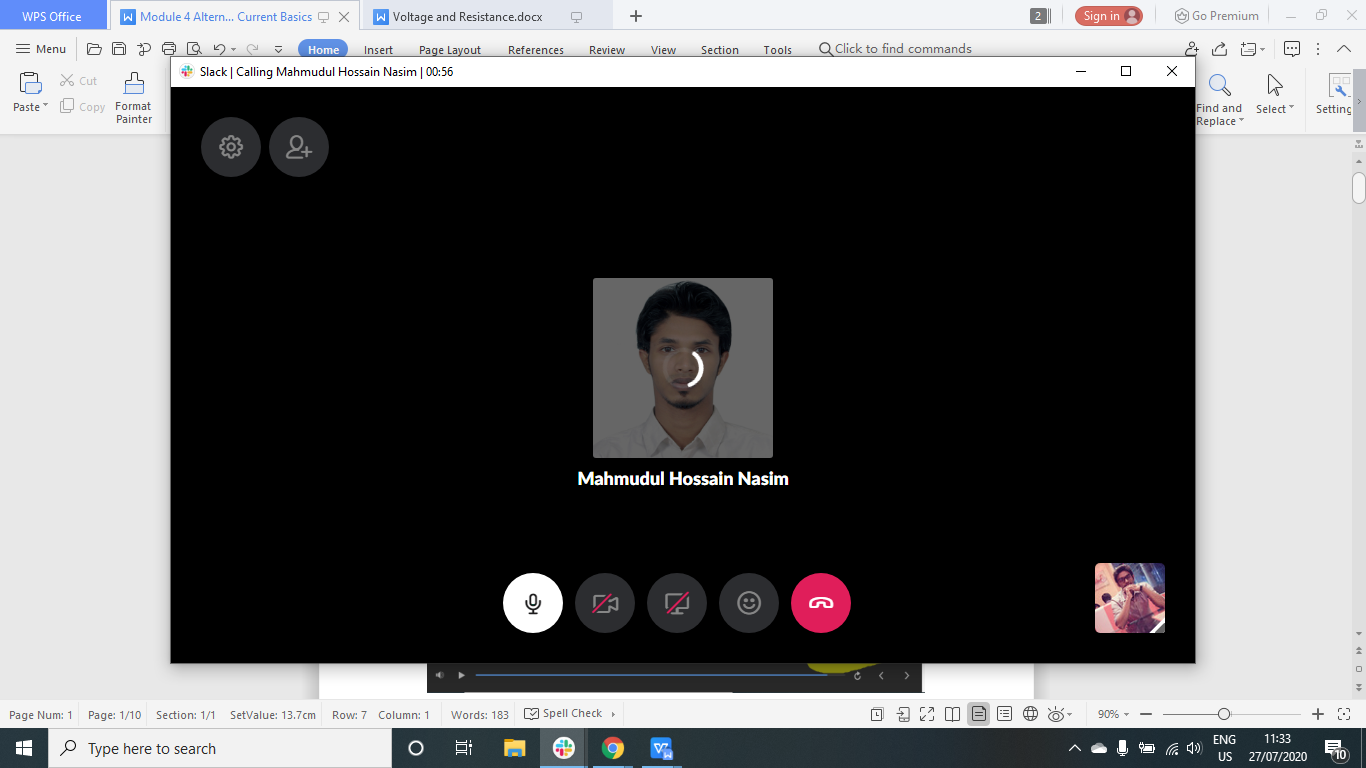 WPS Office
Module 4 Altern... Current Basics
Voltage and Resistance.docx
2
Sign in
Go Premium
Menu
Home
Insert
Page Layout
References
Review
View
Section
Tools
Click to find commands
Slack | Calling Mahmudul Hossain Nasim | 00:56
Paste
Cut
Copy
Format
Painter
Find and
Replace
Select
Setting
Mahmudul Hossain Nasim
Page Num: 1
Page: 1/10
Section: 1/1
SetValue: 13.7cm
Row: 7
Column: 1
Words: 183
Spell Check
90%
Type here to search
ENG
US
11:33
27/07/2020
10